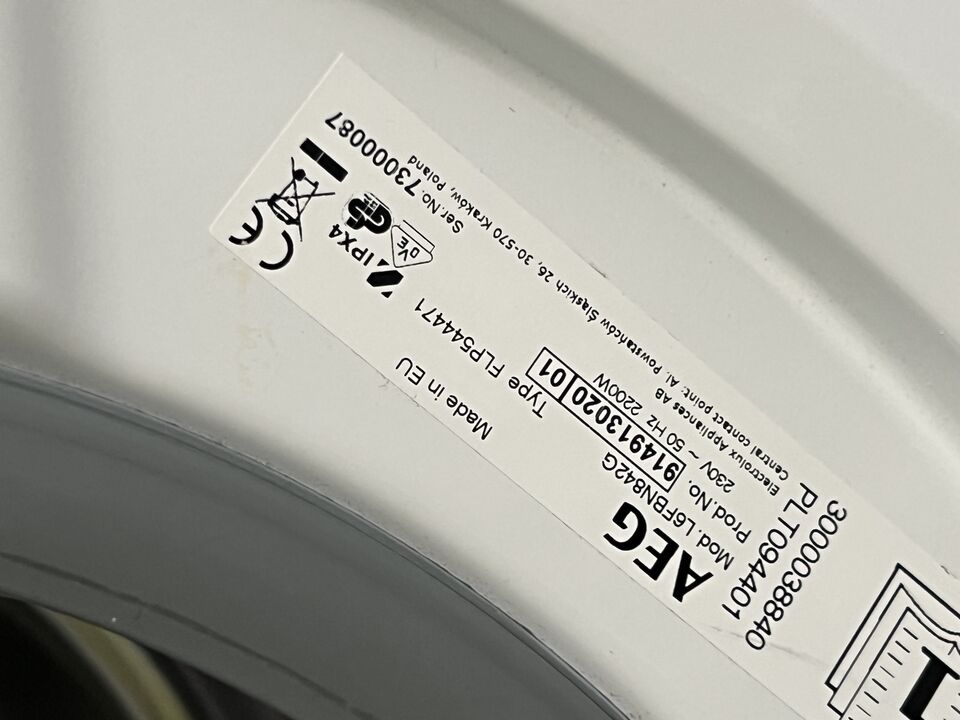 AEG
Mod. L6FBN842G
Prod.No. 914913020 01
230V ~ 50 Hz 2200W
Electrolux Appliances AB
Central contact point: Al. Powstańców Śląskich 26, 30-570 Kraków, Poland
Type FLP544471
Made in EU
IPX4
VDE
Ser.No. 73000087
CE
PLT094401
3000038840